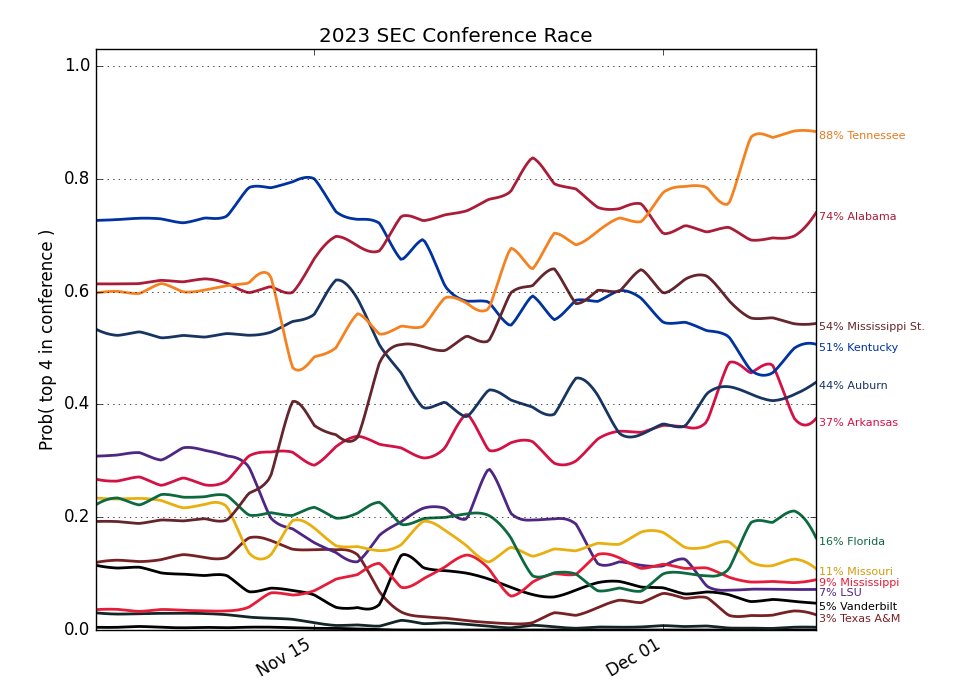 2023 SEC Conference Race
Prob( top 4 in conference )
1.0
0.8
0.6
0.4
0.2
0.0
Nov 15
Dec 01
88% Tennessee
74% Alabama
54% Mississippi St.
51% Kentucky
44% Auburn
37% Arkansas
16% Florida
11% Missouri
9% Mississippi
7% LSU
5% Vanderbilt
3% Texas A&M